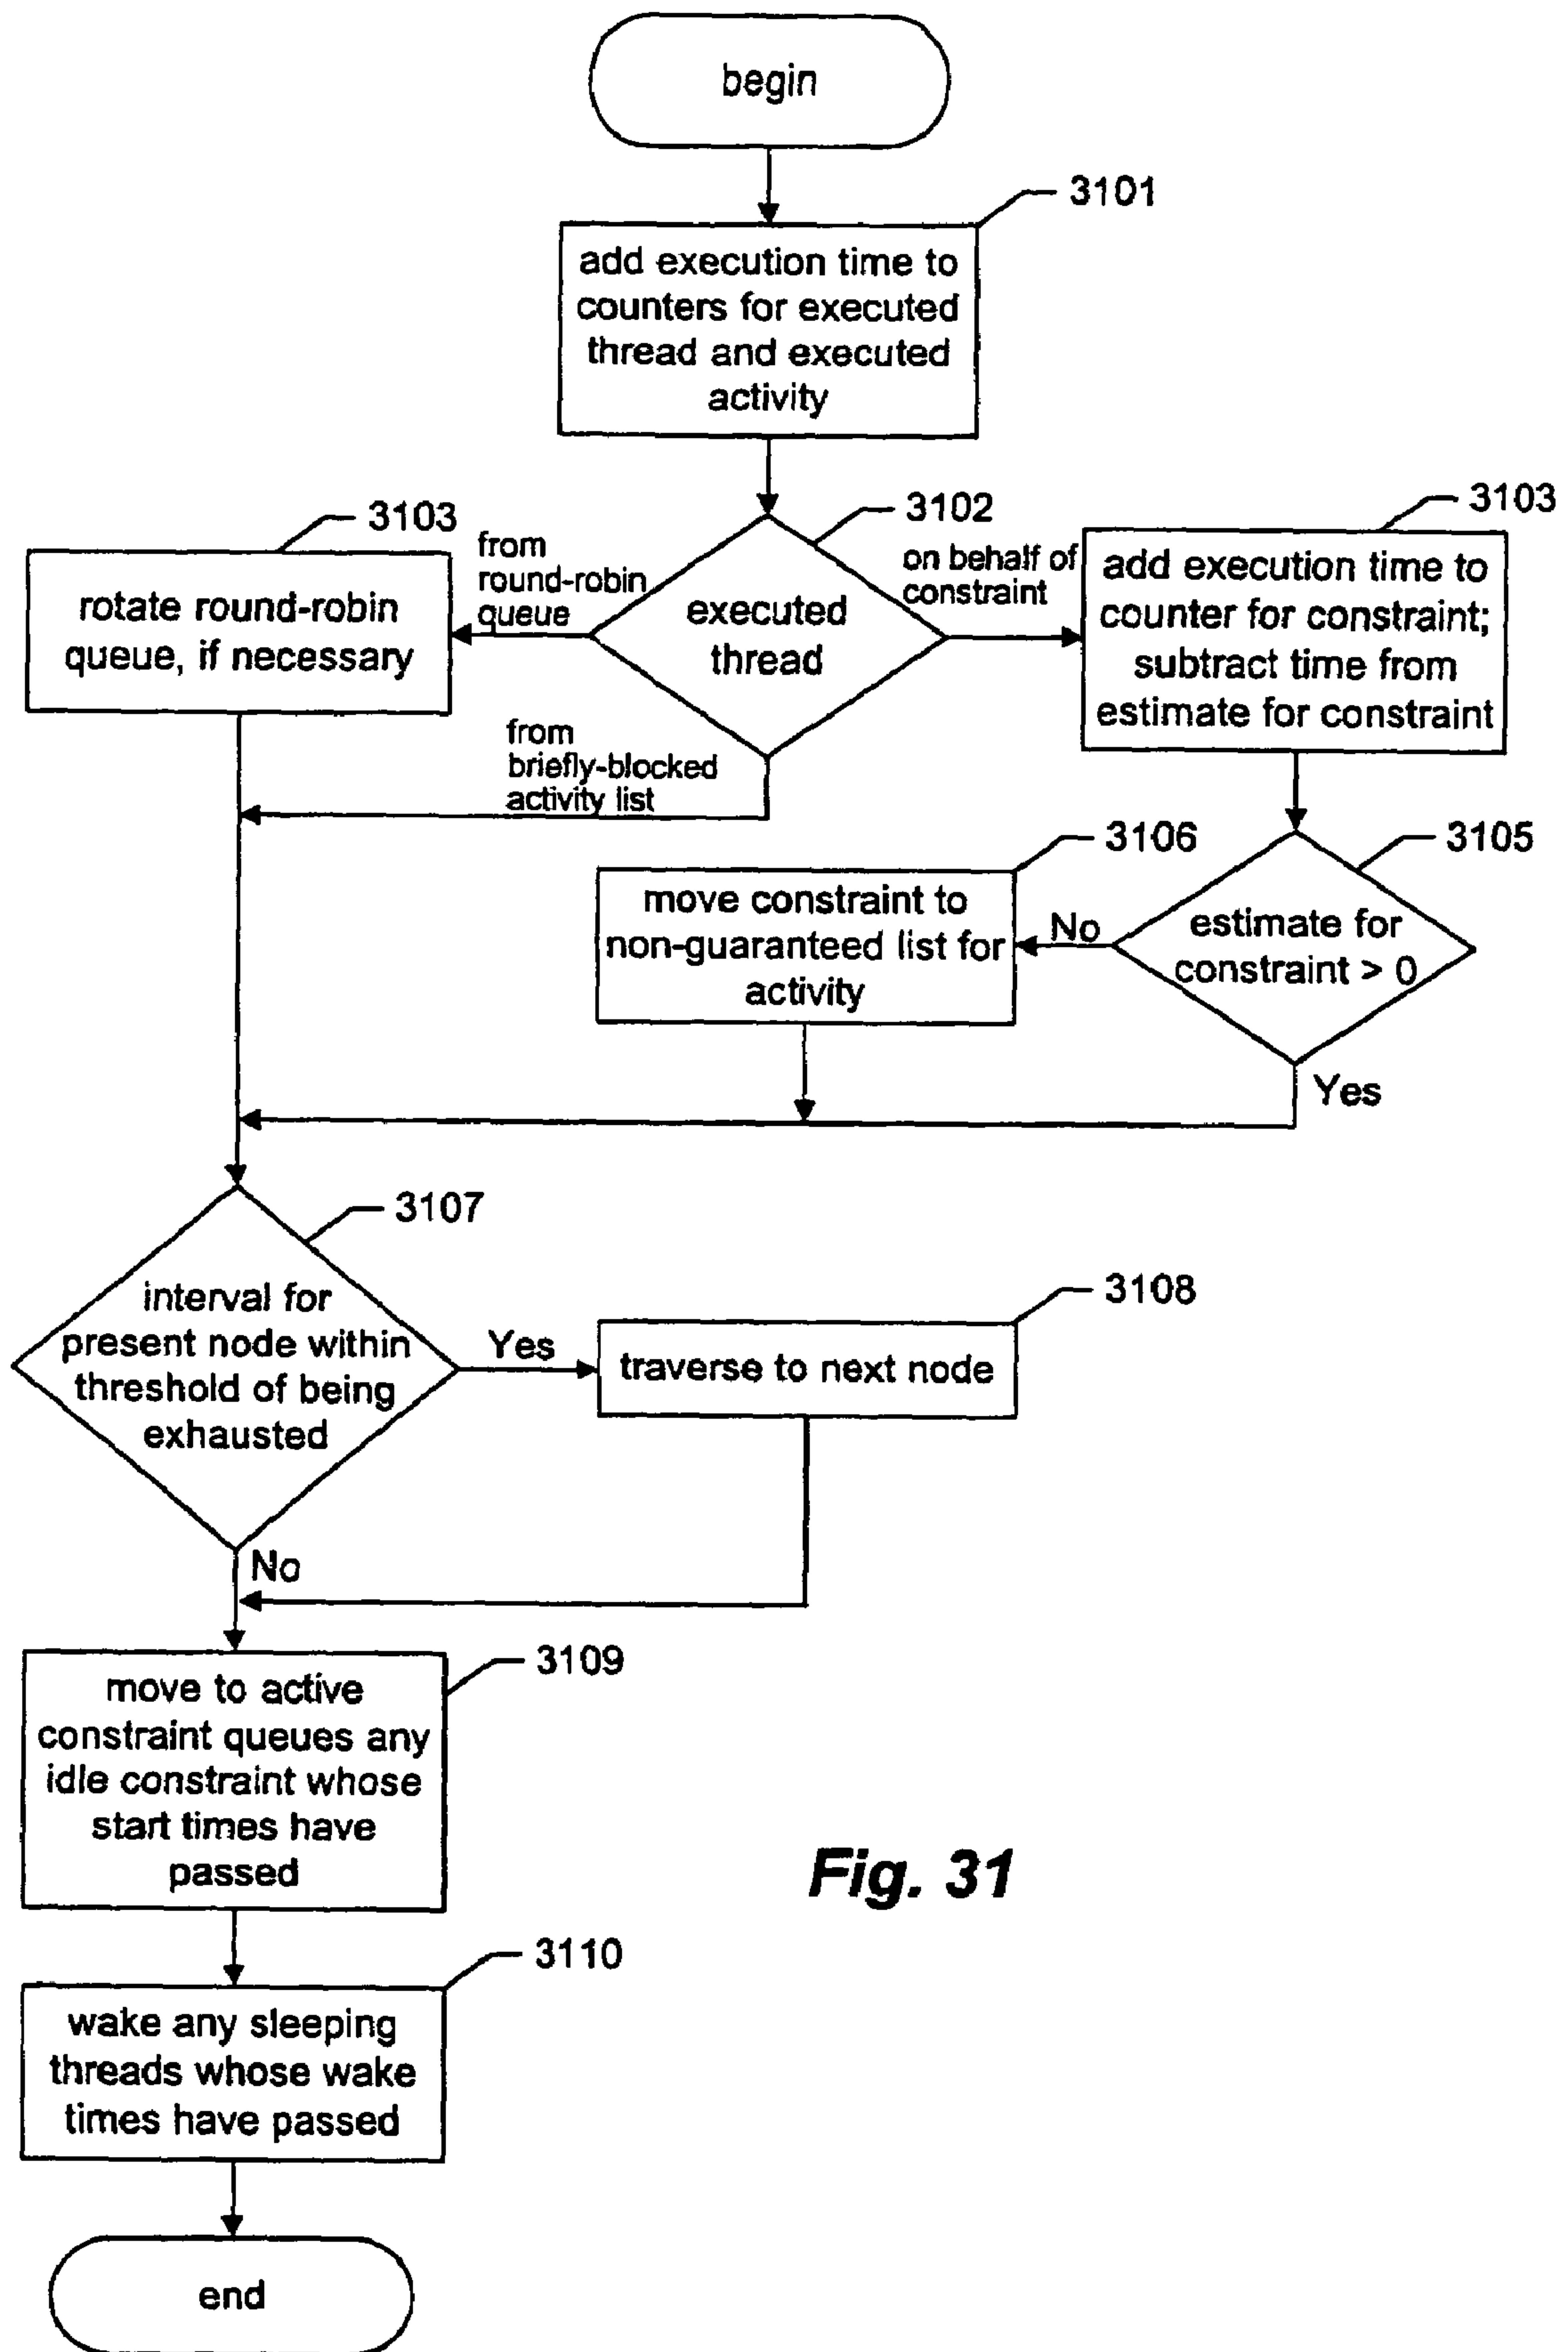 begin
3101
add execution time to
counters for executed
thread and executed
activity
3102
executed
thread
from
round-robin
queue
3103
rotate round-robin
queue, if necessary
on behalf of
constraint
3103
add execution time to
counter for constraint;
subtract time from
estimate for constraint
from
briefly-blocked
activity list
3105
estimate for
constraint > 0
No
3106
move constraint to
non-guaranteed list for
activity
Yes
3107
interval for
present node within
threshold of being
exhausted
Yes
3108
traverse to next node
No
3109
move to active
constraint queues any
idle constraint whose
start times have
passed
3110
wake any sleeping
threads whose wake
times have passed
end
Fig. 31